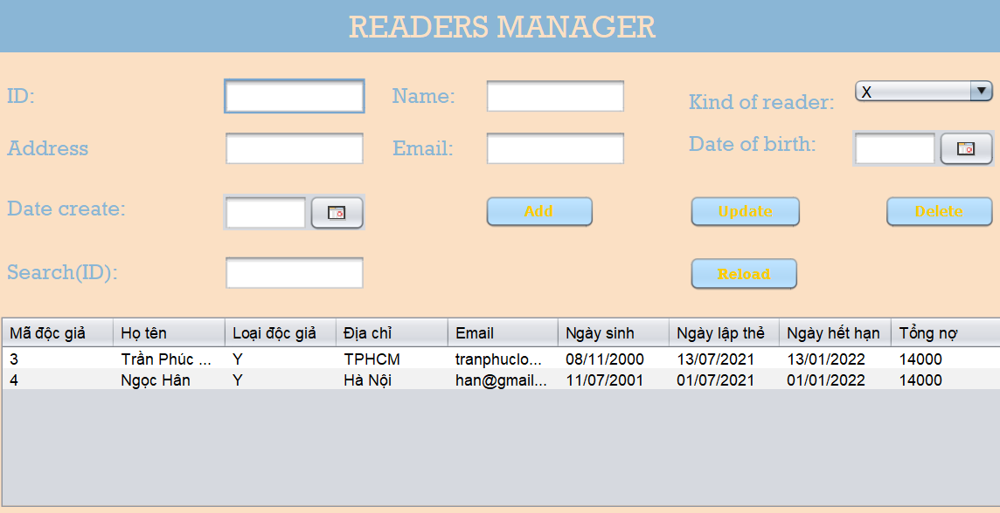 READERS MANAGER
ID: Name: Kind of reader: X
Address Email: Date of birth:
Date create: Add Update Delete
Search(ID): Reload
Mã độc giả Họ tên Loại độc giả Địa chỉ Email Ngày sinh Ngày lập thẻ Ngày hết hạn Tổng nợ
3 Trần Phúc ... Y TPHCM tranphuclo... 08/11/2000 13/07/2021 13/01/2022 14000
4 Ngọc Hân Y Hà Nội han@gmail... 11/07/2001 01/07/2021 01/01/2022 14000